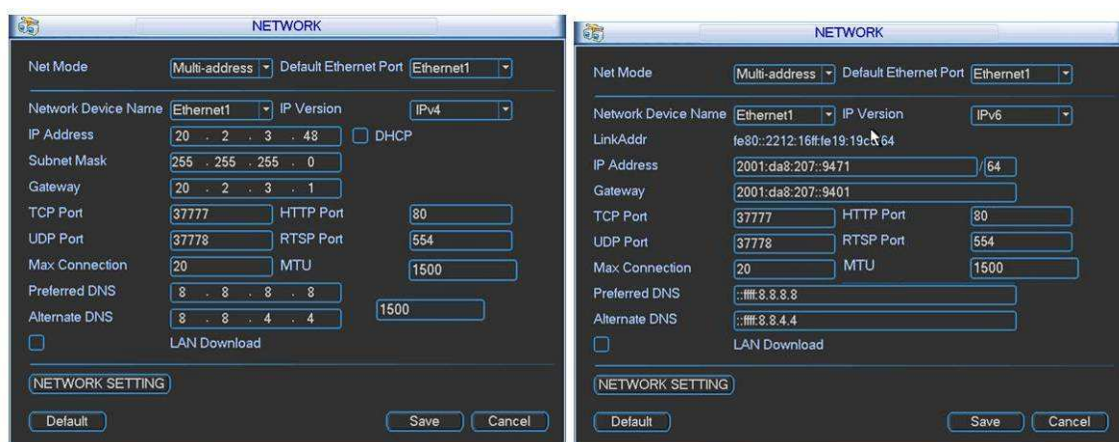 NETWORK
Net Mode Multi-address Default Ethernet Port Ethernet1
Network Device Name Ethernet1 IP Version IPv4
IP Address 20 . 2 . 3 . 48 DHCP
Subnet Mask 255 . 255 . 255 . 0
Gateway 20 . 2 . 3 . 1
TCP Port 37777 HTTP Port 80
UDP Port 37778 RTSP Port 554
Max Connection 20 MTU 1500
Preferred DNS 8 . 8 . 8 . 8
1500
Alternate DNS 8 . 8 . 4 . 4
LAN Download
NETWORK SETTING
Default Save Cancel
NETWORK
Net Mode Multi-address Default Ethernet Port Ethernet1
Network Device Name Ethernet1 IP Version IPv6
LinkAddr
IP Address 2001:da8:207::9471 / 64
Gateway 2001:da8:207::9401
TCP Port 37777 HTTP Port 80
UDP Port 37778 RTSP Port 554
Max Connection 20 MTU 1500
Preferred DNS ::ffff:8.8.8.8
Alternate DNS ::ffff:8.8.4.4
LAN Download
NETWORK SETTING
Default Save Cancel